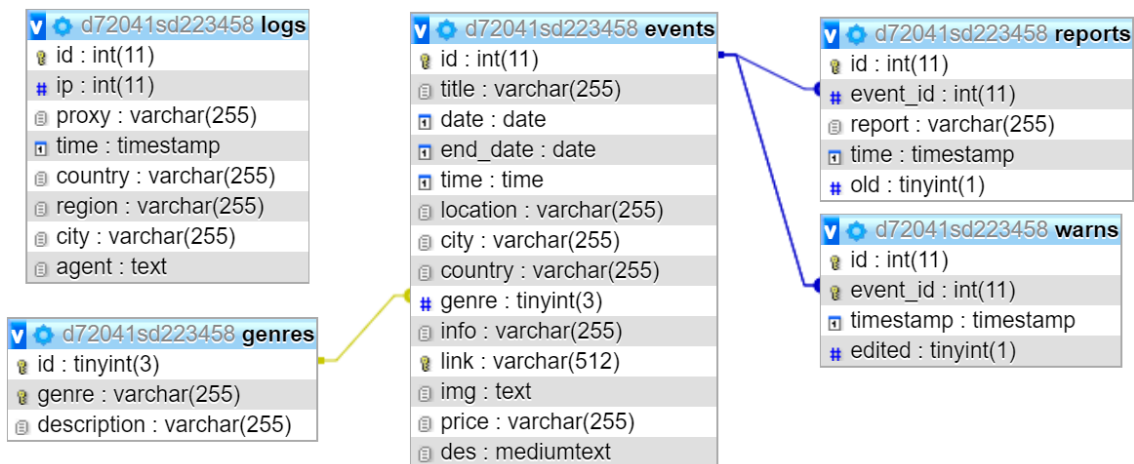 v d72041sd223458 logs
id : int(11)
# ip : int(11)
proxy : varchar(255)
time : timestamp
country : varchar(255)
region : varchar(255)
city : varchar(255)
agent : text
v d72041sd223458 genres
id : tinyint(3)
genre : varchar(255)
description : varchar(255)
v d72041sd223458 events
id : int(11)
title : varchar(255)
date : date
end_date : date
time : time
location : varchar(255)
city : varchar(255)
country : varchar(255)
# genre : tinyint(3)
info : varchar(255)
link : varchar(512)
img : text
price : varchar(255)
des : mediumtext
v d72041sd223458 reports
id : int(11)
# event_id : int(11)
report : varchar(255)
time : timestamp
# old : tinyint(1)
v d72041sd223458 warns
id : int(11)
event_id : int(11)
timestamp : timestamp
# edited : tinyint(1)